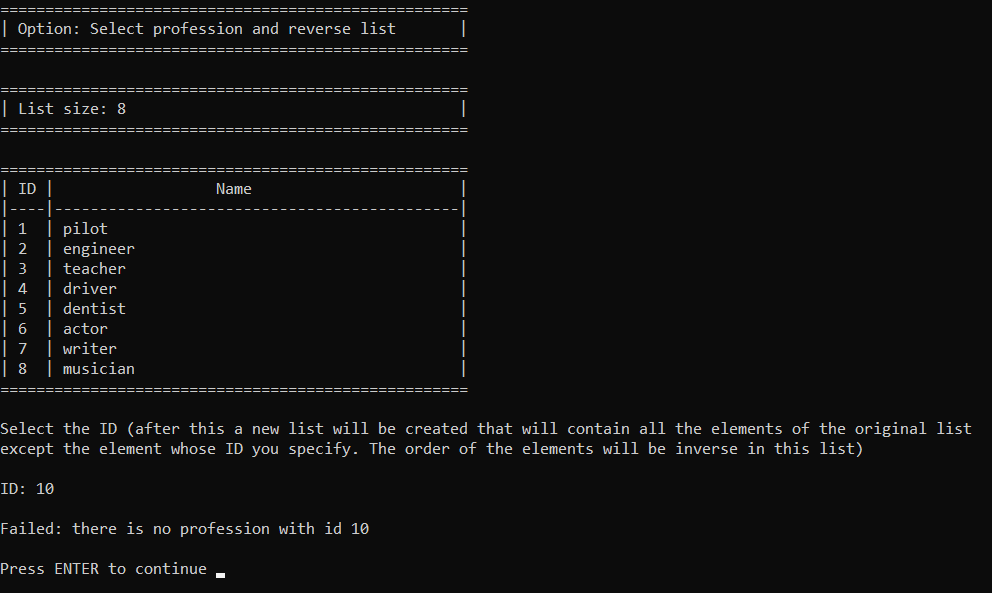 ====================================================
| Option: Select profession and reverse list       |
====================================================
====================================================
| List size: 8                                     |
====================================================
====================================================
| ID |                  Name                       |
|----|---------------------------------------------|
| 1  | pilot                                       |
| 2  | engineer                                    |
| 3  | teacher                                     |
| 4  | driver                                      |
| 5  | dentist                                     |
| 6  | actor                                       |
| 7  | writer                                      |
| 8  | musician                                    |
====================================================
Select the ID (after this a new list will be created that will contain all the elements of the original list
except the element whose ID you specify. The order of the elements will be inverse in this list)
ID: 10
Failed: there is no profession with id 10
Press ENTER to continue